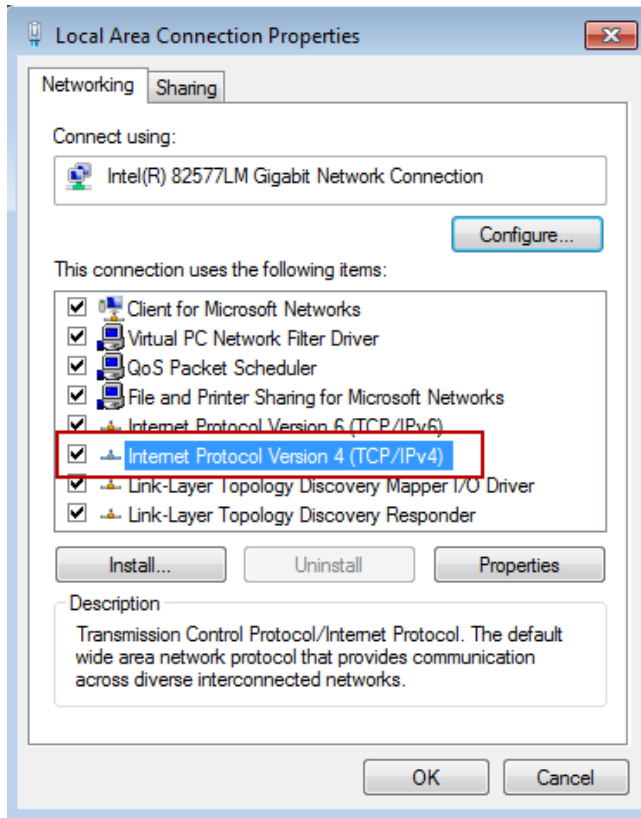 Local Area Connection Properties
Networking
Sharing
Connect using:
Intel(R) 82577LM Gigabit Network Connection
Configure...
This connection uses the following items:
Client for Microsoft Networks
Virtual PC Network Filter Driver
QoS Packet Scheduler
File and Printer Sharing for Microsoft Networks
Internet Protocol Version 6 (TCP/IPv6)
Internet Protocol Version 4 (TCP/IPv4)
Link-Layer Topology Discovery Mapper I/O Driver
Link-Layer Topology Discovery Responder
Install...
Uninstall
Properties
Description
Transmission Control Protocol/Internet Protocol. The default
wide area network protocol that provides communication
across diverse interconnected networks.
OK
Cancel